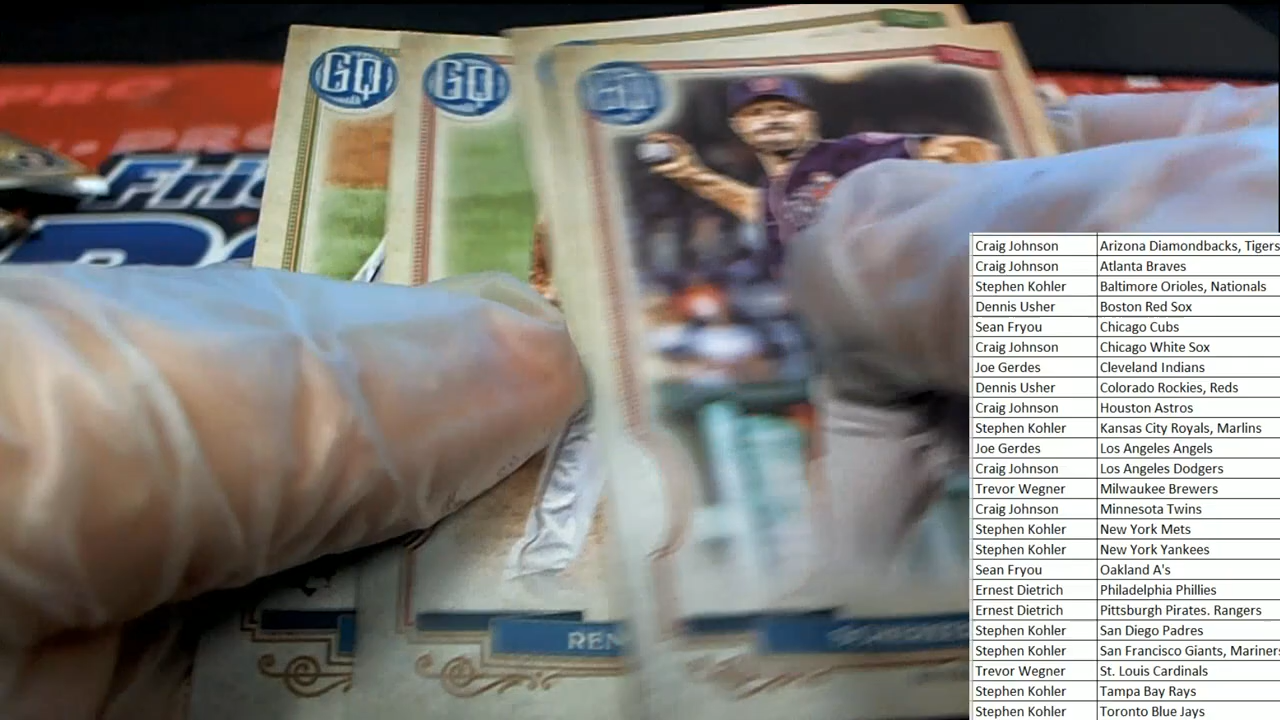 GQ
GQ
GQ
PRO
PRO
Fris
REN
Craig Johnson Arizona Diamondbacks, Tigers
Craig Johnson Atlanta Braves
Stephen Kohler Baltimore Orioles, Nationals
Dennis Usher Boston Red Sox
Sean Fryou Chicago Cubs
Craig Johnson Chicago White Sox
Joe Gerdes Cleveland Indians
Dennis Usher Colorado Rockies, Reds
Craig Johnson Houston Astros
Stephen Kohler Kansas City Royals, Marlins
Joe Gerdes Los Angeles Angels
Craig Johnson Los Angeles Dodgers
Trevor Wegner Milwaukee Brewers
Craig Johnson Minnesota Twins
Stephen Kohler New York Mets
Stephen Kohler New York Yankees
Sean Fryou Oakland A's
Ernest Dietrich Philadelphia Phillies
Ernest Dietrich Pittsburgh Pirates. Rangers
Stephen Kohler San Diego Padres
Stephen Kohler San Francisco Giants, Mariners
Trevor Wegner St. Louis Cardinals
Stephen Kohler Tampa Bay Rays
Stephen Kohler Toronto Blue Jays